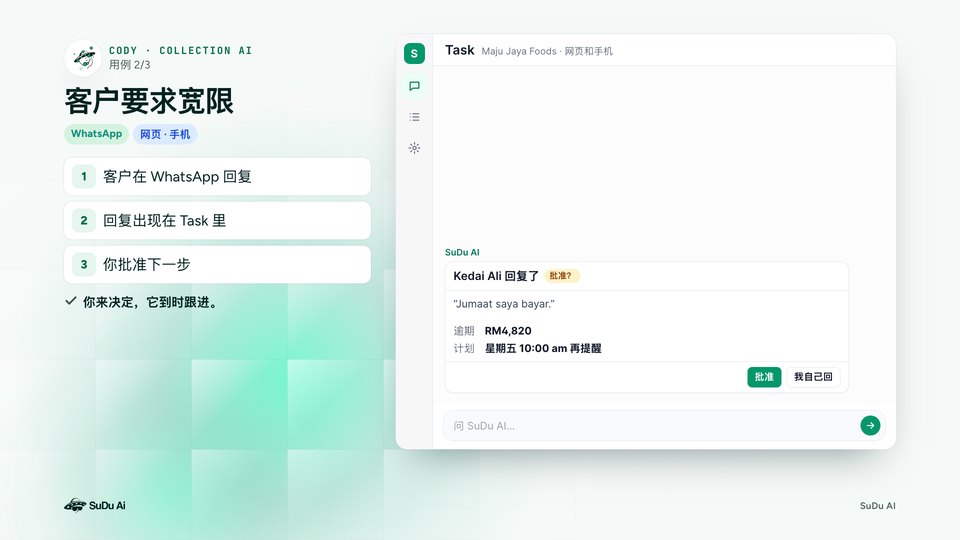 CODY · COLLECTION AI
用例 2/3
客户要求宽限
WhatsApp
网页 · 手机
1
客户在 WhatsApp 回复
2
回复出现在 Task 里
3
你批准下一步
你来决定，它到时跟进。
SuDu Ai
S
Task
Maju Jaya Foods · 网页和手机
SuDu AI
Kedai Ali 回复了
批准？
“Jumaat saya bayar.”
逾期 RM4,820
计划 星期五 10:00 am 再提醒
批准
我自己回
问 SuDu AI...
SuDu AI